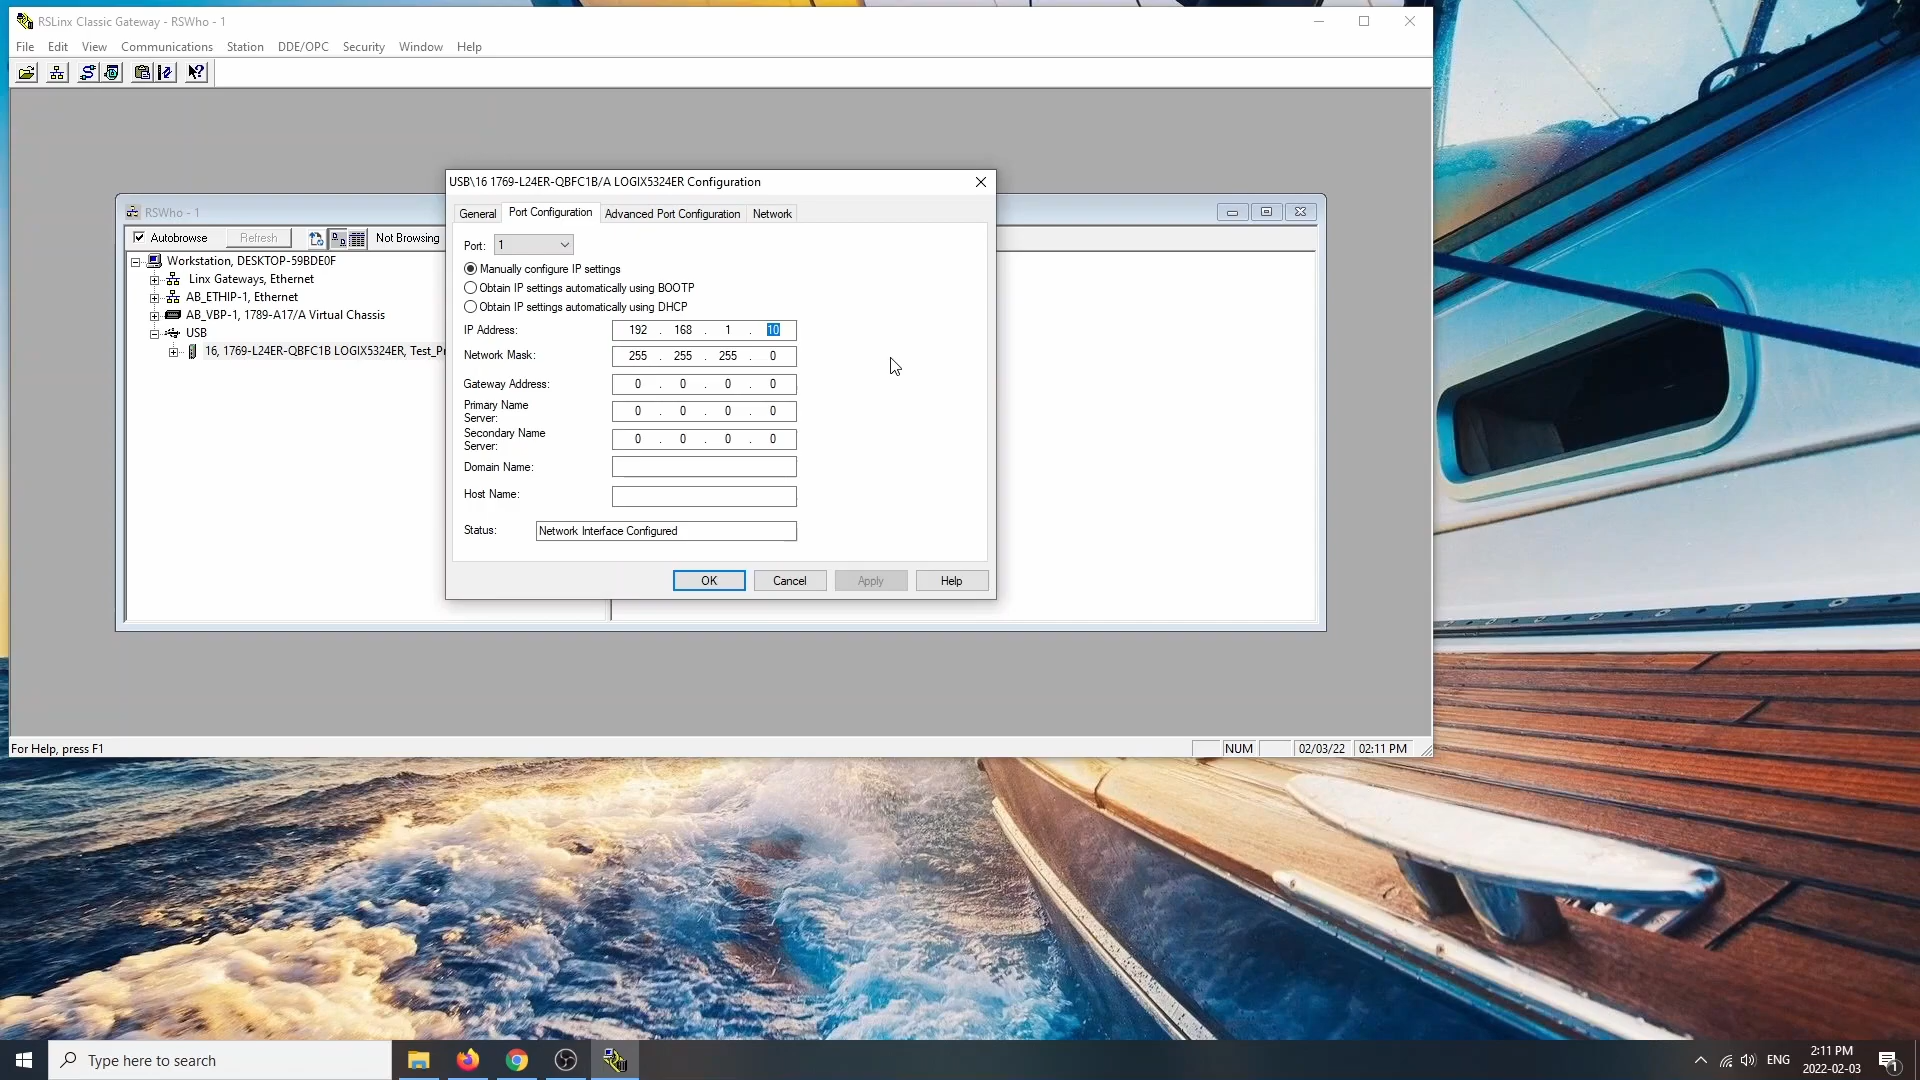 RSLinx Classic Gateway - RSWho - 1
File Edit View Communications Station DDE/OPC Security Window Help
RSWho - 1
Autobrowse Refresh Not Browsing
Workstation, DESKTOP-59BDE0F
Linx Gateways, Ethernet
AB_ETHIP-1, Ethernet
AB_VBP-1, 1789-A17/A Virtual Chassis
USB
16, 1769-L24ER-QBFC1B LOGIX5324ER, Test_Pr
USB\16 1769-L24ER-QBFC1B/A LOGIX5324ER Configuration
General Port Configuration Advanced Port Configuration Network
Port: 1
Manually configure IP settings
Obtain IP settings automatically using BOOTP
Obtain IP settings automatically using DHCP
IP Address: 192 . 168 . 1 . 10
Network Mask: 255 . 255 . 255 . 0
Gateway Address: 0 . 0 . 0 . 0
Primary Name
Server: 0 . 0 . 0 . 0
Secondary Name
Server: 0 . 0 . 0 . 0
Domain Name:
Host Name:
Status: Network Interface Configured
OK Cancel Apply Help
For Help, press F1 NUM 02/03/22 02:11 PM
Type here to search
ENG
2:11 PM
2022-02-03
1